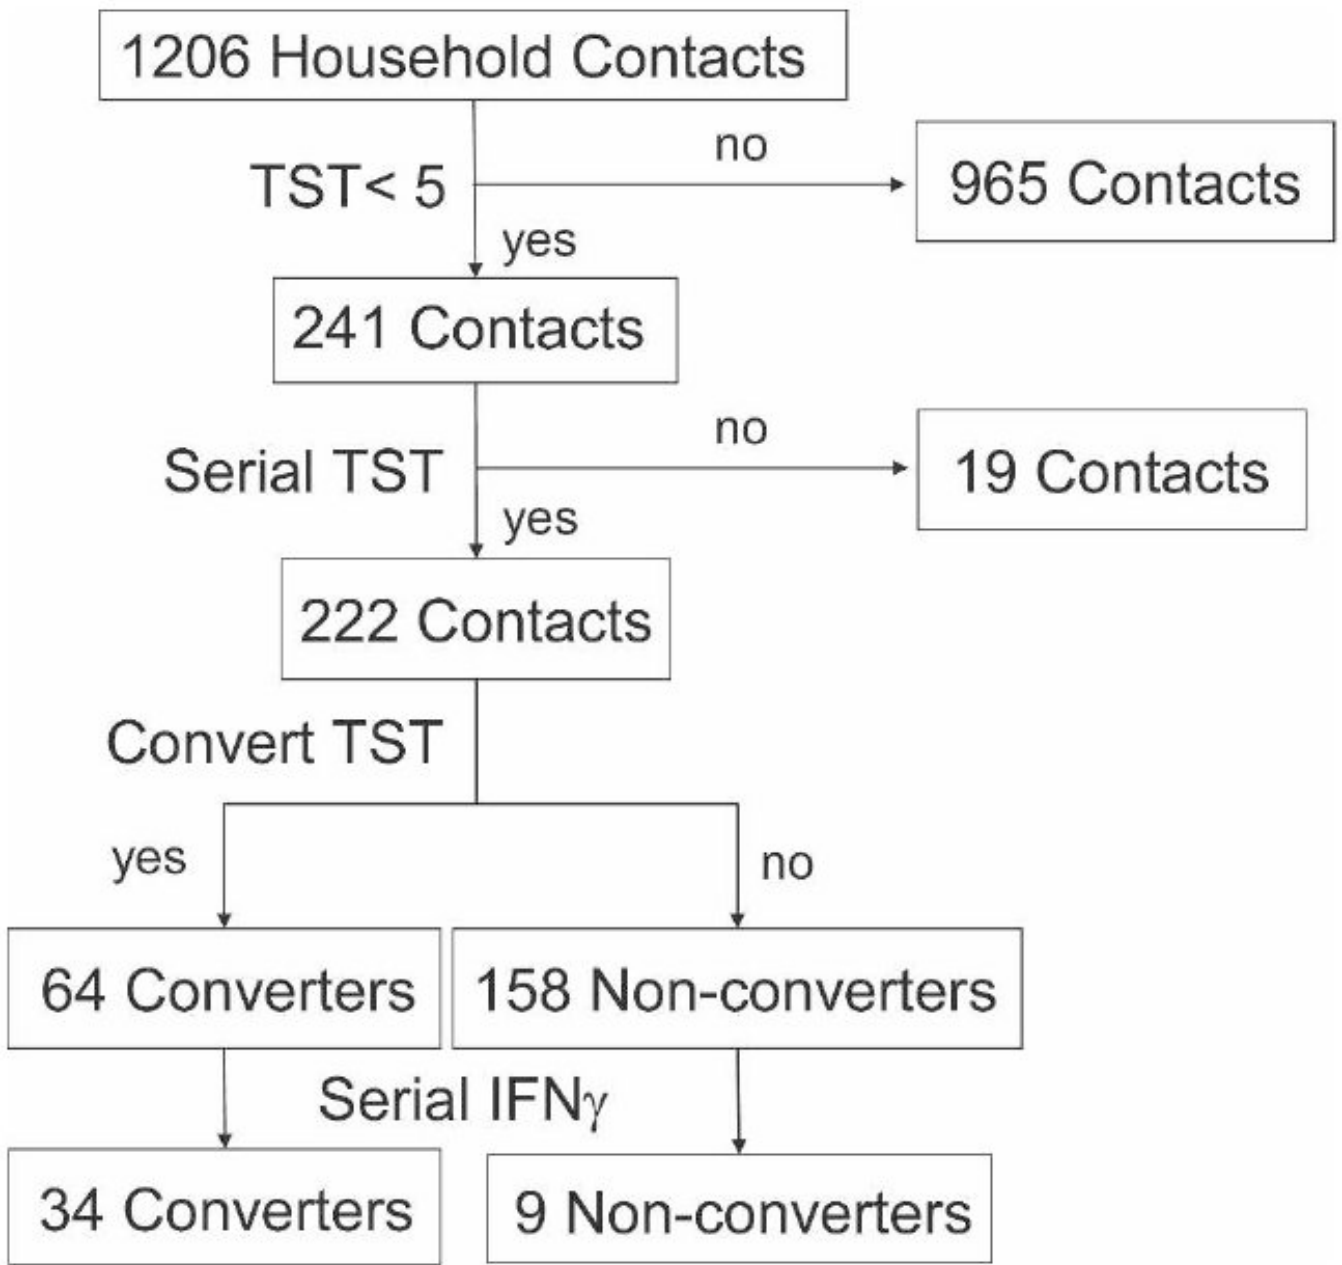 1206 Household Contacts
no
TST< 5
965 Contacts
yes
241 Contacts
no
Serial TST
19 Contacts
yes
222 Contacts
Convert TST
yes
no
64 Converters
158 Non-converters
Serial IFNγ
34 Converters
9 Non-converters